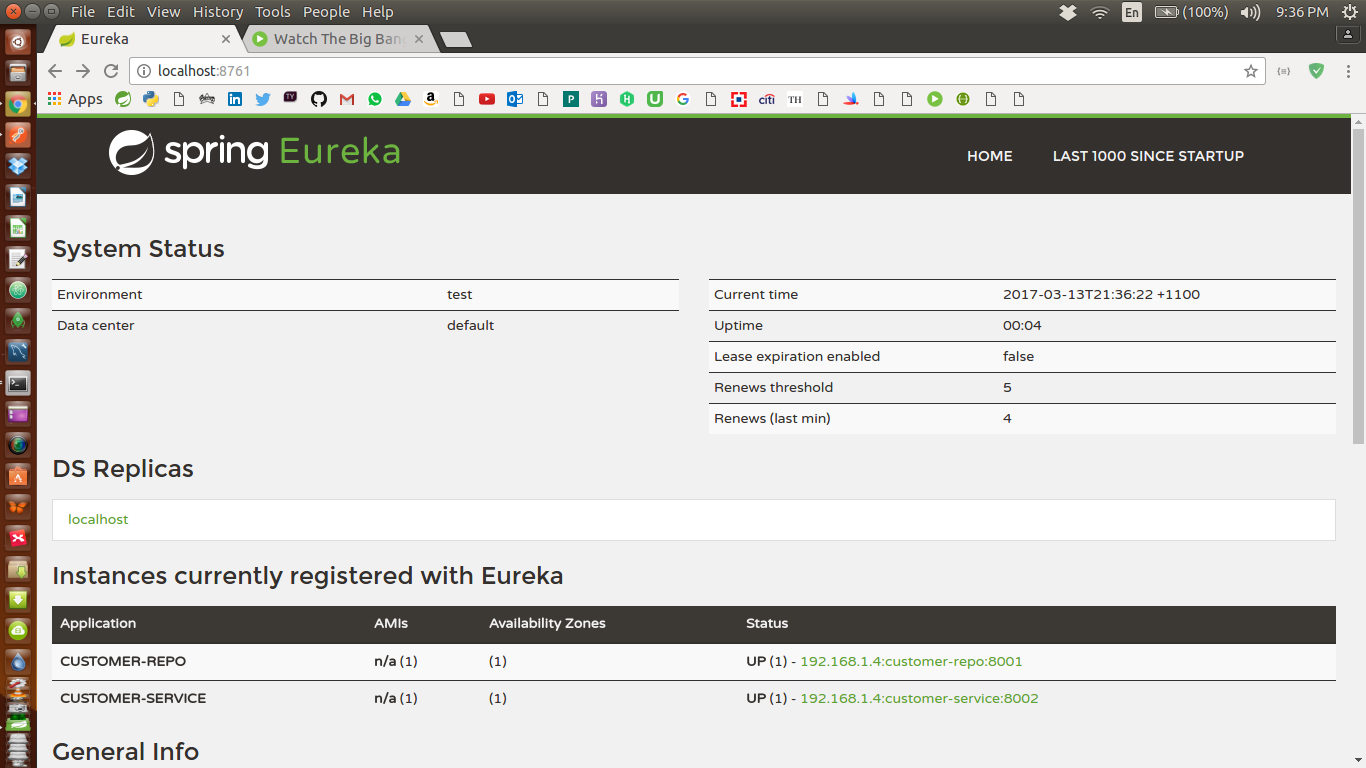 File Edit View History Tools People Help
En (100%) 9:36 PM
Eureka
Watch The Big Ban
localhost:8761
Apps
TY
P
H
U
G
citi
TH
spring Eureka
HOME LAST 1000 SINCE STARTUP
System Status
Environment test
Data center default
Current time 2017-03-13T21:36:22 +1100
Uptime 00:04
Lease expiration enabled false
Renews threshold 5
Renews (last min) 4
DS Replicas
localhost
Instances currently registered with Eureka
Application AMIs Availability Zones Status
CUSTOMER-REPO n/a (1) (1) UP (1) - 192.168.1.4:customer-repo:8001
CUSTOMER-SERVICE n/a (1) (1) UP (1) - 192.168.1.4:customer-service:8002
General Info